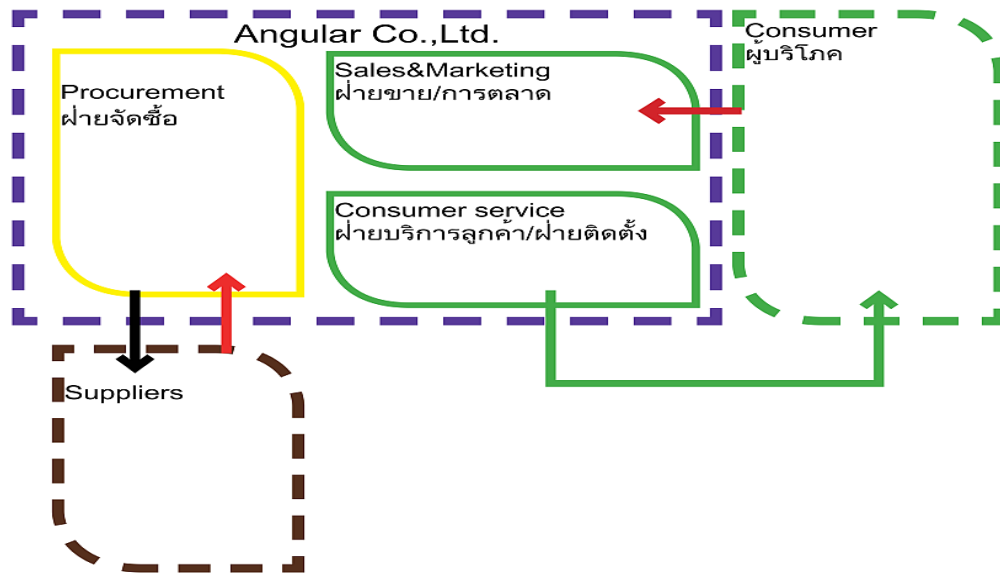 Angular Co.,Ltd.
Procurement
ฝ่ายจัดซื้อ
Sales&Marketing
ฝ่ายขาย/การตลาด
Consumer service
ฝ่ายบริการลูกค้า/ฝ่ายติดตั้ง
Consumer
ผู้บริโภค
Suppliers